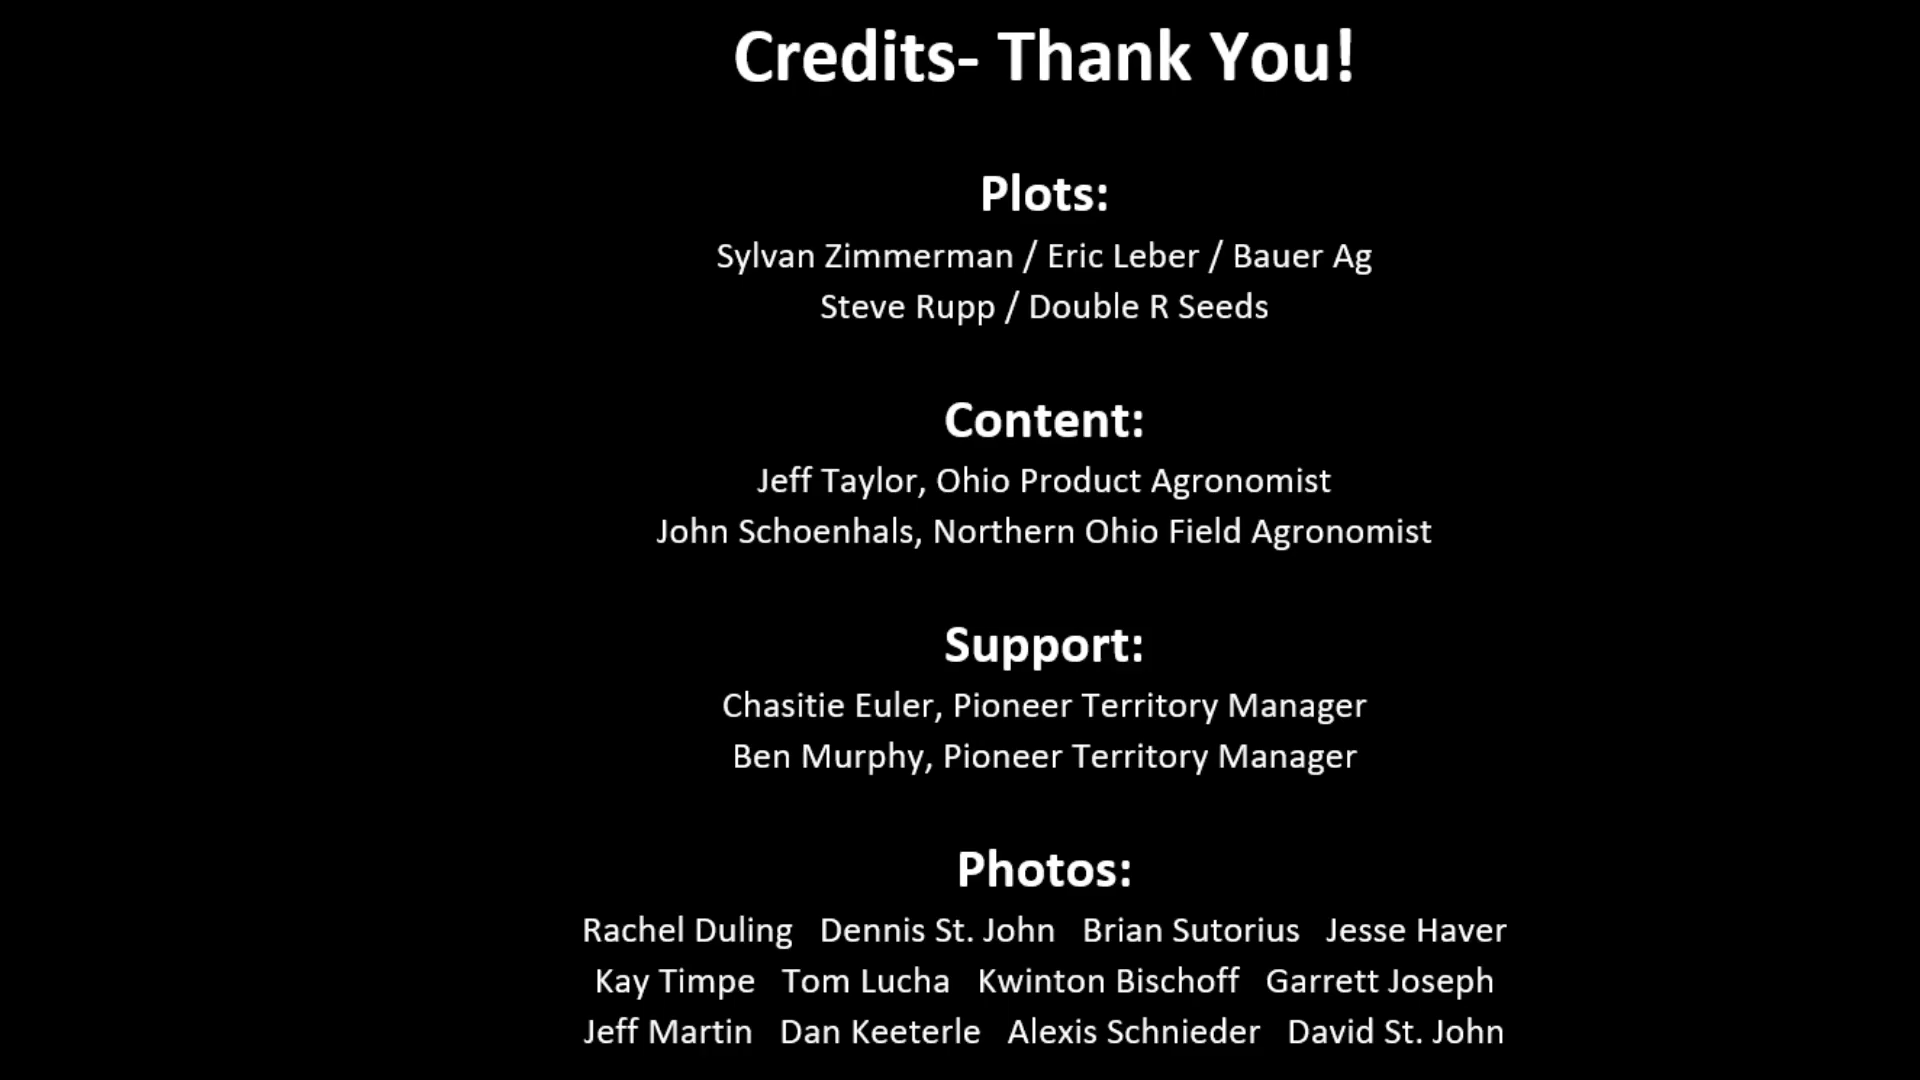 Credits- Thank You!
Plots:
Sylvan Zimmerman / Eric Leber / Bauer Ag
Steve Rupp / Double R Seeds
Content:
Jeff Taylor, Ohio Product Agronomist
John Schoenhals, Northern Ohio Field Agronomist
Support:
Chasitie Euler, Pioneer Territory Manager
Ben Murphy, Pioneer Territory Manager
Photos:
Rachel Duling Dennis St. John Brian Sutorius Jesse Haver
Kay Timpe Tom Lucha Kwinton Bischoff Garrett Joseph
Jeff Martin Dan Keeterle Alexis Schnieder David St. John